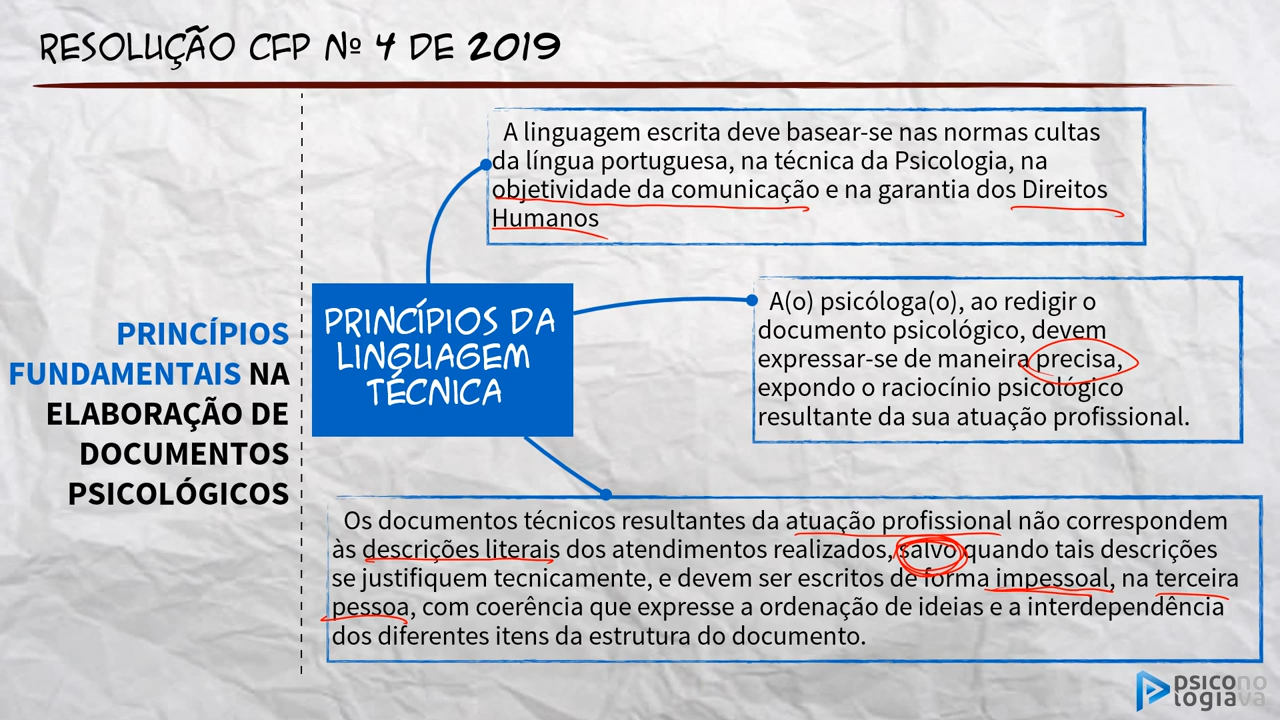 RESOLUÇÃO CFP Nº 4 DE 2019
A linguagem escrita deve basear-se nas normas cultas
da língua portuguesa, na técnica da Psicologia, na
objetividade da comunicação e na garantia dos Direitos
Humanos
A(o) psicóloga(o), ao redigir o
documento psicológico, devem
expressar-se de maneira precisa,
expondo o raciocínio psicológico
resultante da sua atuação profissional.
PRINCÍPIOS DA
LINGUAGEM
TÉCNICA
PRINCÍPIOS
FUNDAMENTAIS NA
ELABORAÇÃO DE
DOCUMENTOS
PSICOLÓGICOS
Os documentos técnicos resultantes da atuação profissional não correspondem
às descrições literais dos atendimentos realizados, salvo quando tais descrições
se justifiquem tecnicamente, e devem ser escritos de forma impessoal, na terceira
pessoa, com coerência que expresse a ordenação de ideias e a interdependência
dos diferentes itens da estrutura do documento.
psicono
logiava